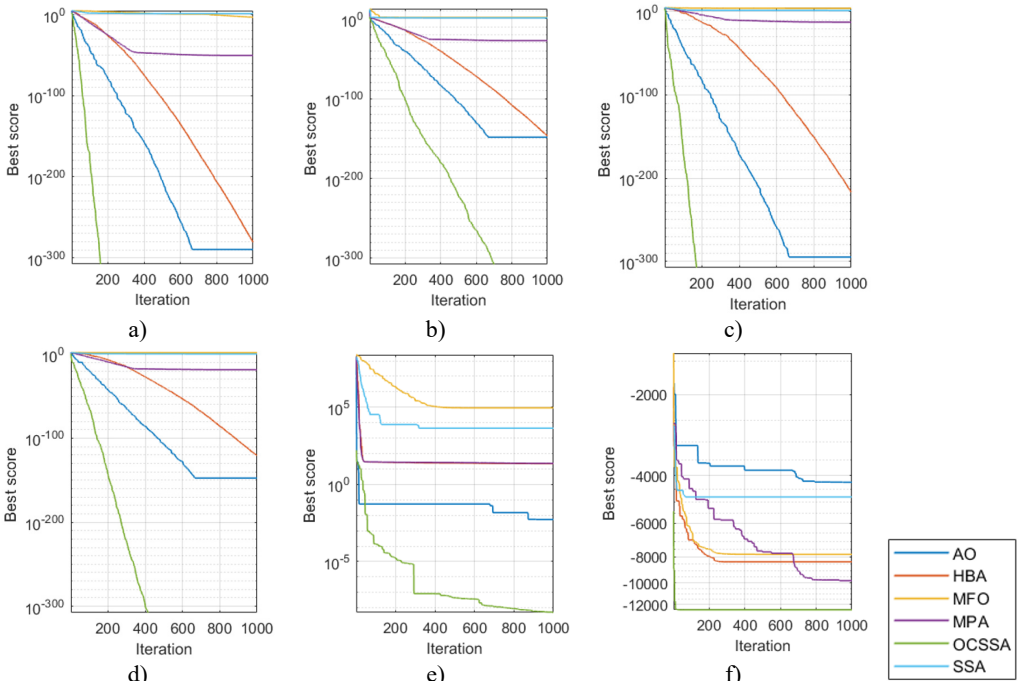 10^0
10^-100
10^-200
10^-300
Best score
200 400 600 800 1000
Iteration
a)
10^0
10^-100
10^-200
10^-300
Best score
200 400 600 800 1000
Iteration
b)
10^0
10^-100
10^-200
10^-300
Best score
200 400 600 800 1000
Iteration
c)
10^0
10^-100
10^-200
10^-300
Best score
200 400 600 800 1000
Iteration
d)
10^5
10^0
10^-5
Best score
200 400 600 800 1000
Iteration
e)
-2000
-4000
-6000
-8000
-10000
-12000
Best score
200 400 600 800 1000
Iteration
f)
AO
HBA
MFO
MPA
OCSSA
SSA